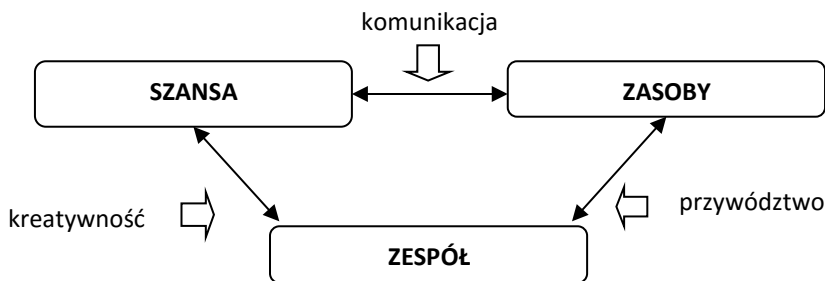 komunikacja
SZANSA
ZASOBY
kreatywność
przywództwo
ZESPÓŁ